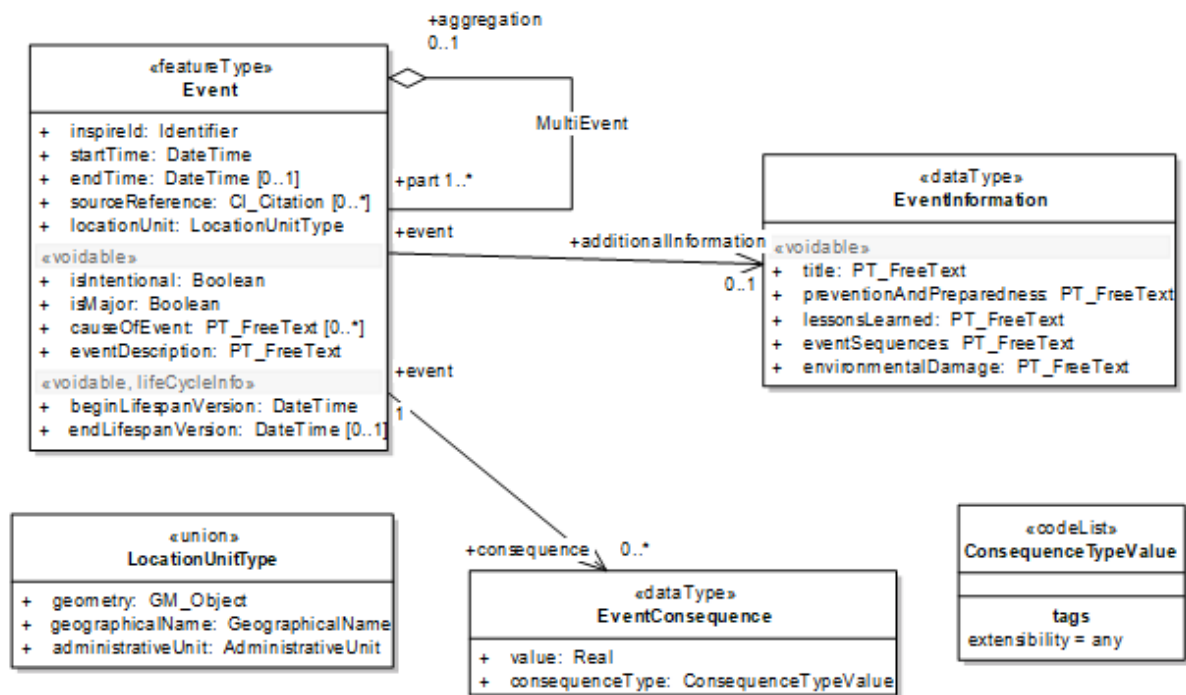 +aggregation
0..1
«featureType»
Event
+ inspireId: Identifier
+ startTime: DateTime
+ endTime: DateTime [0..1]
+ sourceReference: CI_Citation [0..*]
+ locationUnit: LocationUnitType
«voidable»
+ isIntentional: Boolean
+ isMajor: Boolean
+ causeOfEvent: PT_FreeText [0..*]
+ eventDescription: PT_FreeText
«voidable, lifeCycleInfo»
+ beginLifespanVersion: DateTime
+ endLifespanVersion: DateTime [0..1]
MultiEvent
+part 1..*
+event
+additionalInformation
0..1
«dataType»
EventInformation
«voidable»
+ title: PT_FreeText
+ preventionAndPreparedness: PT_FreeText
+ lessonsLearned: PT_FreeText
+ eventSequences: PT_FreeText
+ environmentalDamage: PT_FreeText
+event
1
+consequence
0..*
«union»
LocationUnitType
+ geometry: GM_Object
+ geographicalName: GeographicalName
+ administrativeUnit: AdministrativeUnit
«dataType»
EventConsequence
+ value: Real
+ consequenceType: ConsequenceTypeValue
«codeList»
ConsequenceTypeValue
tags
extensibility = any